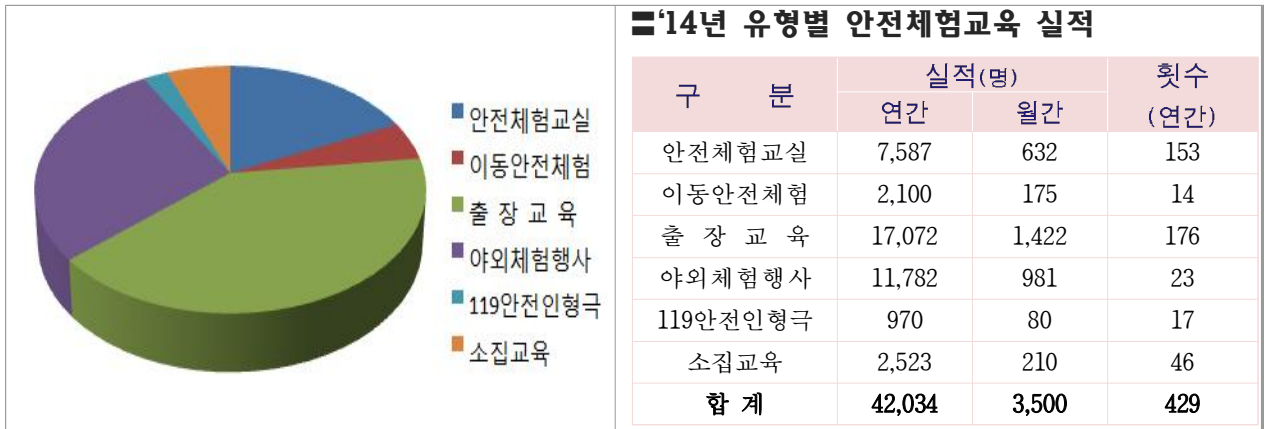 안전체험교실
이동안전체험
출 장 교 육
야외체험행사
119안전인형극
소집교육
〓‘14년 유형별 안전체험교육 실적
구 분 실적(명) 횟수
연간 월간 (연간)
안전체험교실 7,587 632 153
이동안전체험 2,100 175 14
출 장 교 육 17,072 1,422 176
야외체험행사 11,782 981 23
119안전인형극 970 80 17
소집교육 2,523 210 46
합 계 42,034 3,500 429